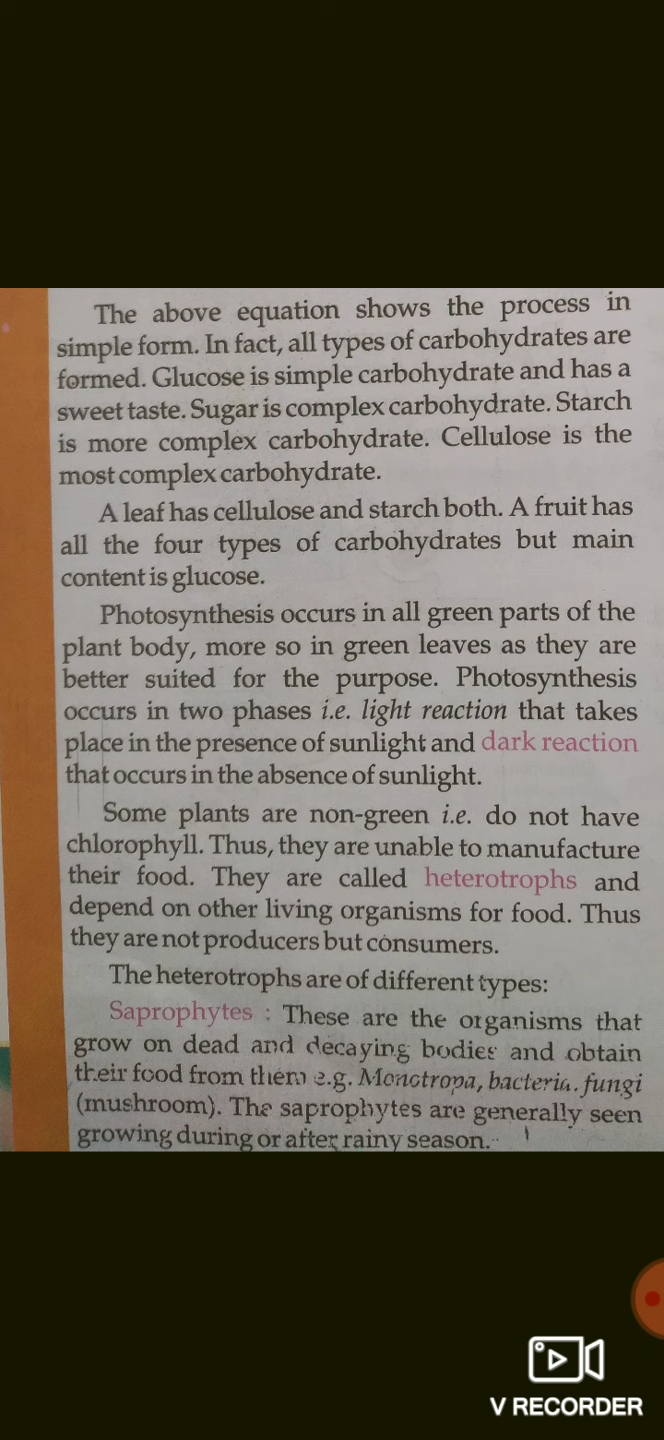 The above equation shows the process in
simple form. In fact, all types of carbohydrates are
formed. Glucose is simple carbohydrate and has a
sweet taste. Sugar is complex carbohydrate. Starch
is more complex carbohydrate. Cellulose is the
most complex carbohydrate.
A leaf has cellulose and starch both. A fruit has
all the four types of carbohydrates but main
content is glucose.
Photosynthesis occurs in all green parts of the
plant body, more so in green leaves as they are
better suited for the purpose. Photosynthesis
occurs in two phases i.e. light reaction that takes
place in the presence of sunlight and dark reaction
that occurs in the absence of sunlight.
Some plants are non-green i.e. do not have
chlorophyll. Thus, they are unable to manufacture
their food. They are called heterotrophs and
depend on other living organisms for food. Thus
they are not producers but consumers.
The heterotrophs are of different types:
Saprophytes : These are the organisms that
grow on dead and decaying bodies and obtain
their food from them e.g. Monotropa, bacteria. fungi
(mushroom). The saprophytes are generally seen
growing during or after rainy season.
V RECORDER